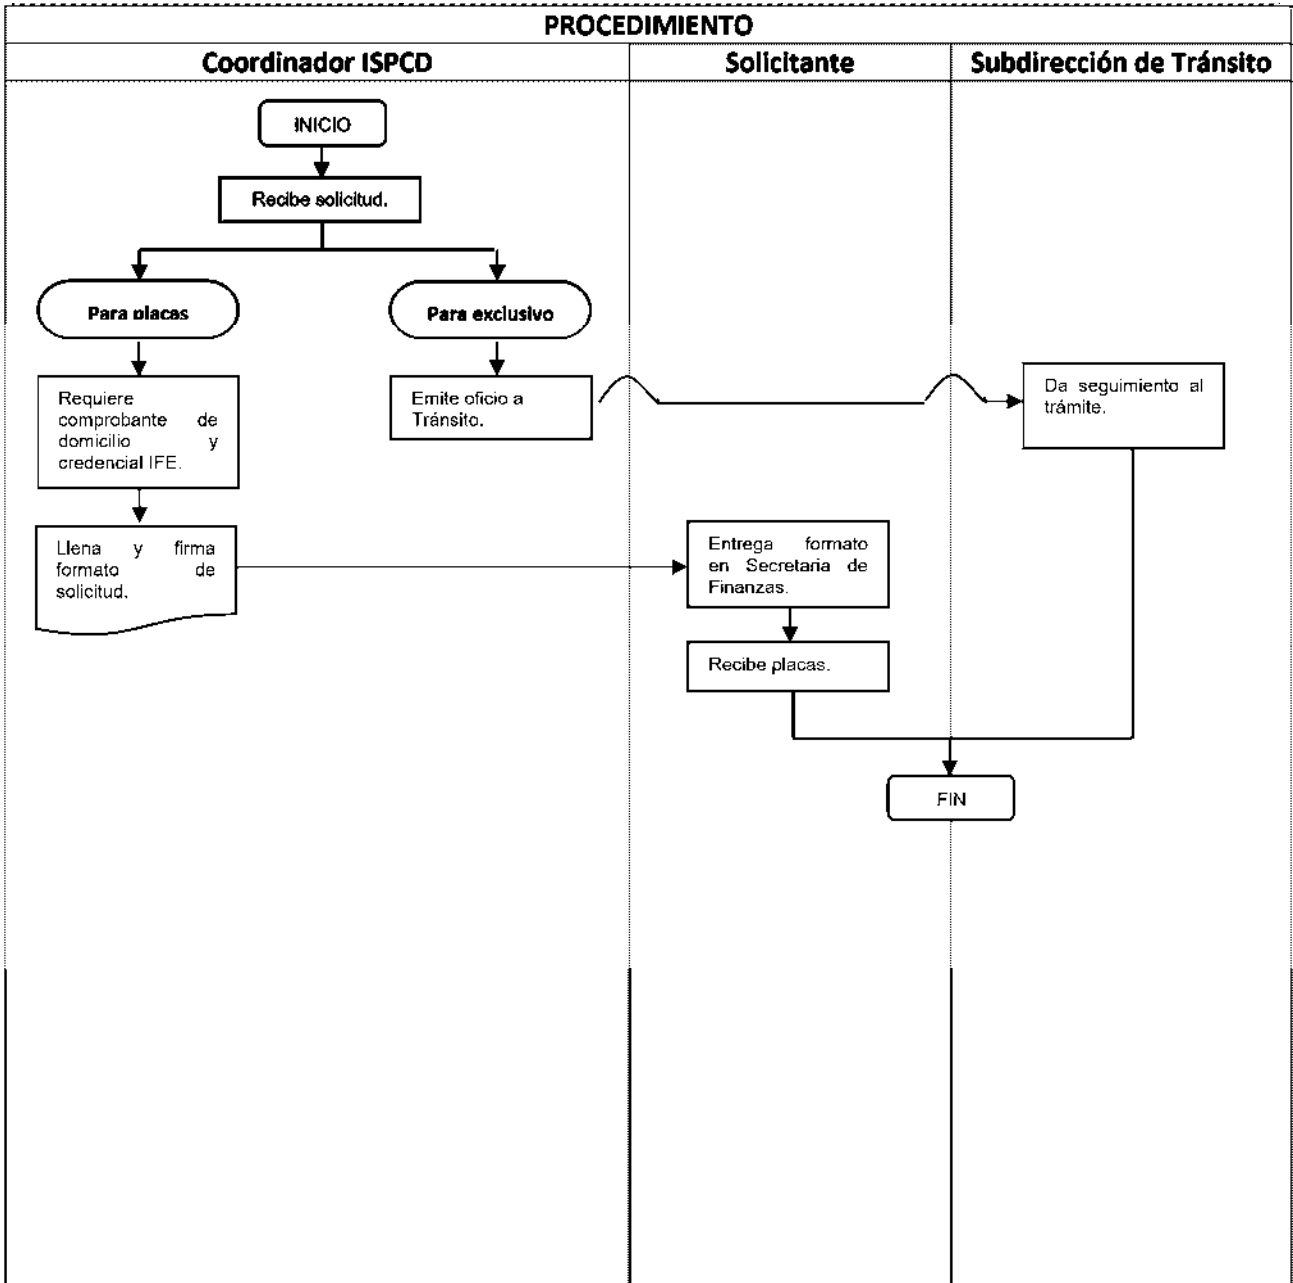 PROCEDIMIENTO
Coordinador ISPCD
Solicitante
Subdirección de Tránsito
INICIO
Recibe solicitud.
Para placas
Para exclusivo
Requiere
comprobante de
domicilio y
credencial IFE.
Emite oficio a
Tránsito.
Da seguimiento al
trámite.
Llena y firma
formato de
solicitud.
Entrega formato
en Secretaria de
Finanzas.
Recibe placas.
FIN